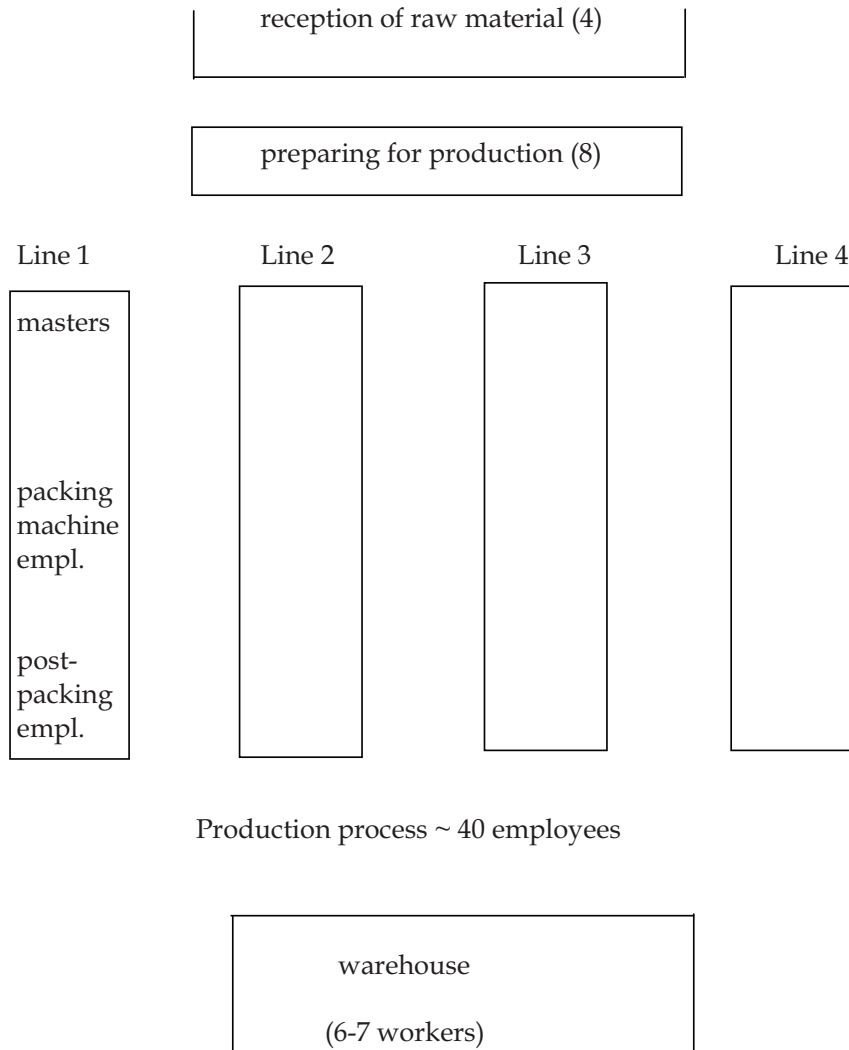 reception of raw material (4)
preparing for production (8)
Line 1
Line 2
Line 3
Line 4
masters
packing
machine
empl.
post-
packing
empl.
Production process ~ 40 employees
warehouse
(6-7 workers)